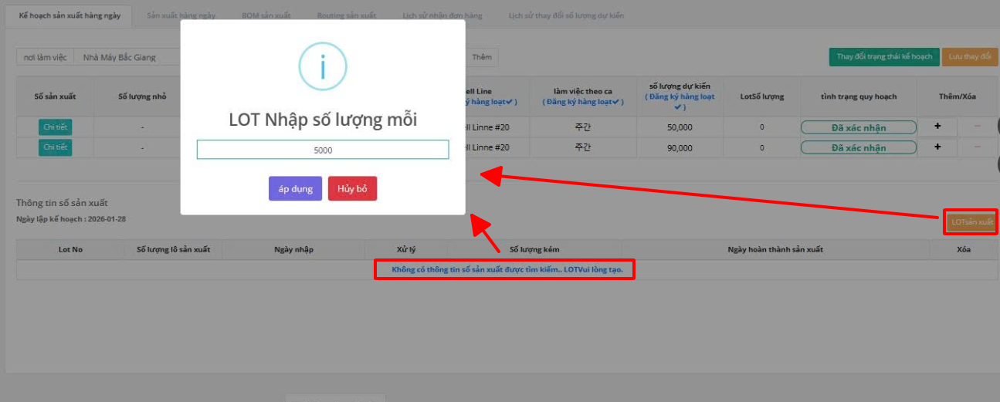 Kế hoạch sản xuất hàng ngày Sản xuất hàng ngày BOM sản xuất Routing sản xuất Lịch sử nhận đơn hàng Lịch sử thay đổi số lượng dự kiến
nơi làm việc Nhà Máy Bắc Giang Thêm Thay đổi trạng thái kế hoạch Lưu thay đổi
Số sản xuất Số lượng nhỏ ell Line làm việc theo ca số lượng dự kiến LotSố lượng tình trạng quy hoạch Thêm/Xóa
ý hàng loạt✔ ) ( Đăng ký hàng loạt✔ ) ( Đăng ký hàng loạt
✔ )
Chi tiết - ll Linne #20 주간 50,000 0 Đã xác nhận + −
Chi tiết - ll Linne #20 주간 90,000 0 Đã xác nhận + −
i
LOT Nhập số lượng mỗi
5000
áp dụng Hủy bỏ
Thông tin số sản xuất
Ngày lập kế hoạch : 2026-01-28
LOTsản xuất
Lot No Số lượng lô sản xuất Ngày nhập Xử lý Số lượng kém Ngày hoàn thành sản xuất Xóa
Không có thông tin số sản xuất được tìm kiếm.. LOTVui lòng tạo.